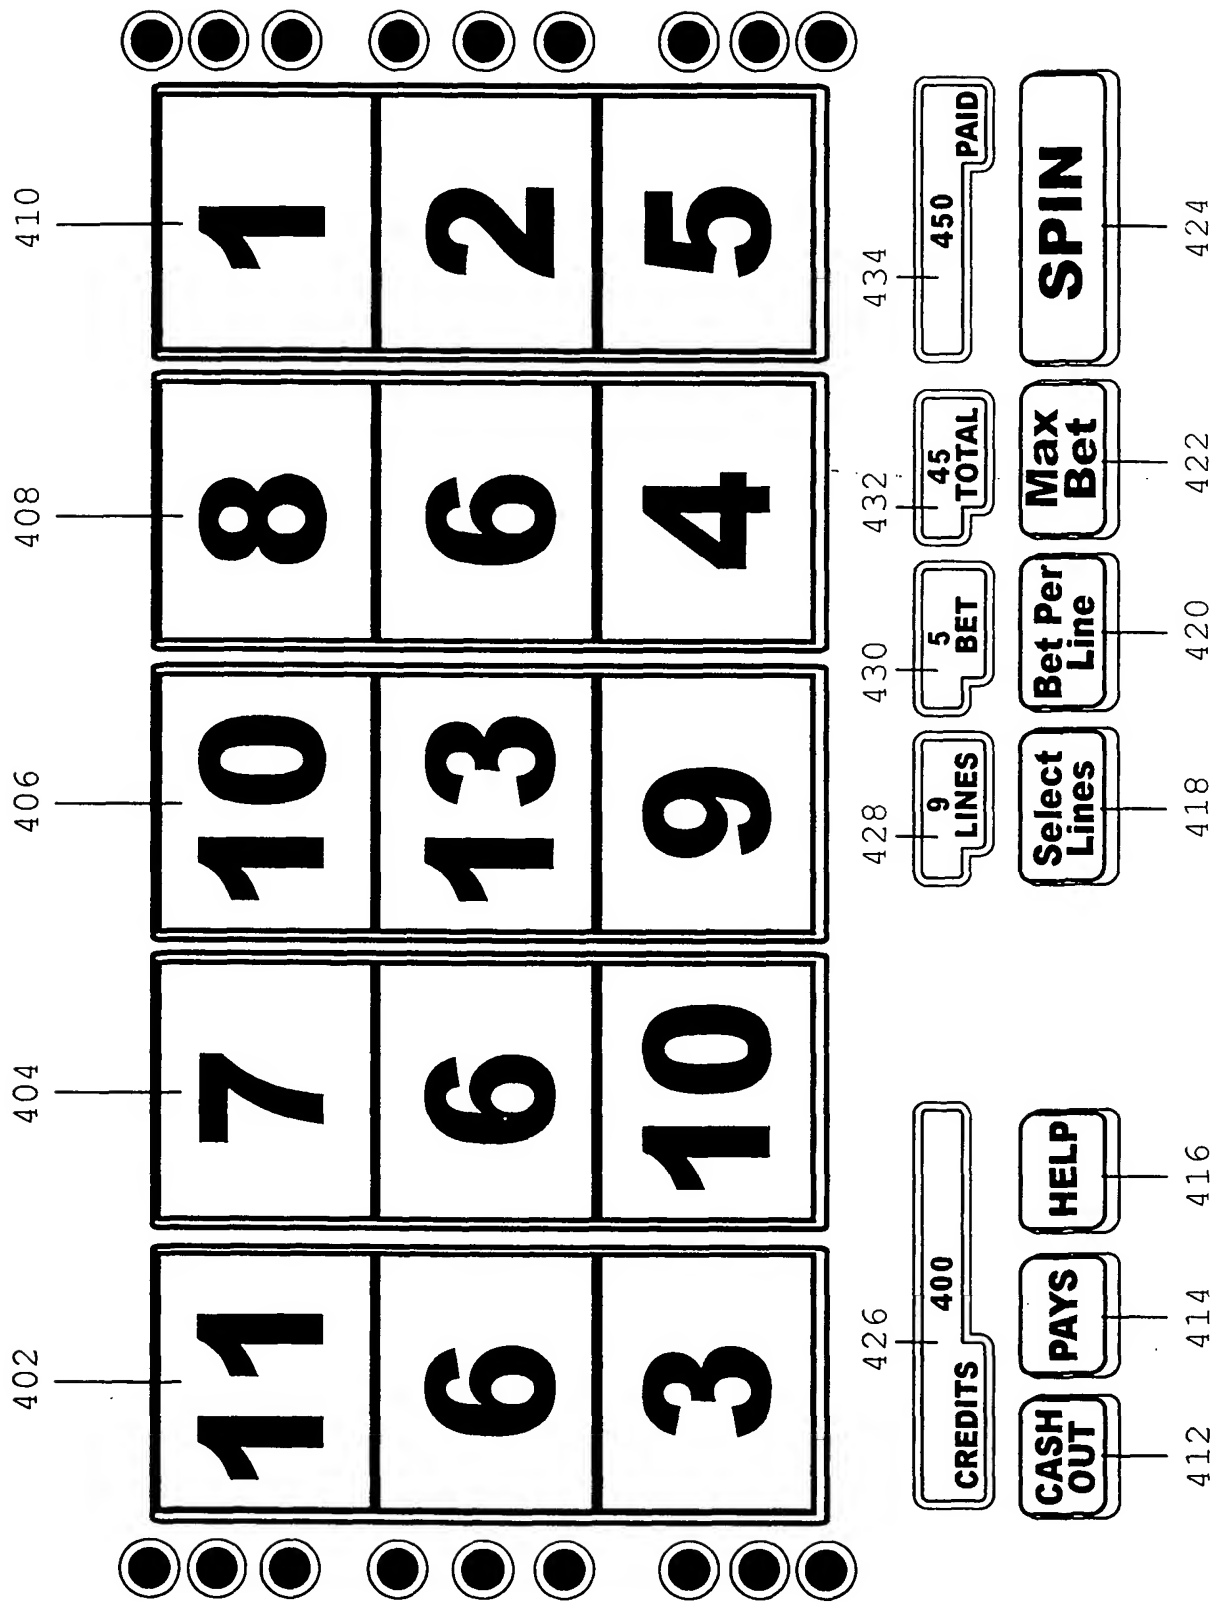 402 404 406 408 410
11 7 10 8 1
6 6 13 6 2
3 10 9 4 5
426 428 430 432 434
400 9 5 45 450
CREDITS LINES BET TOTAL PAID
CASH OUT
PAYS
HELP
Select Lines
Bet Per Line
Max Bet
SPIN
412 414 416 418 420 422 424